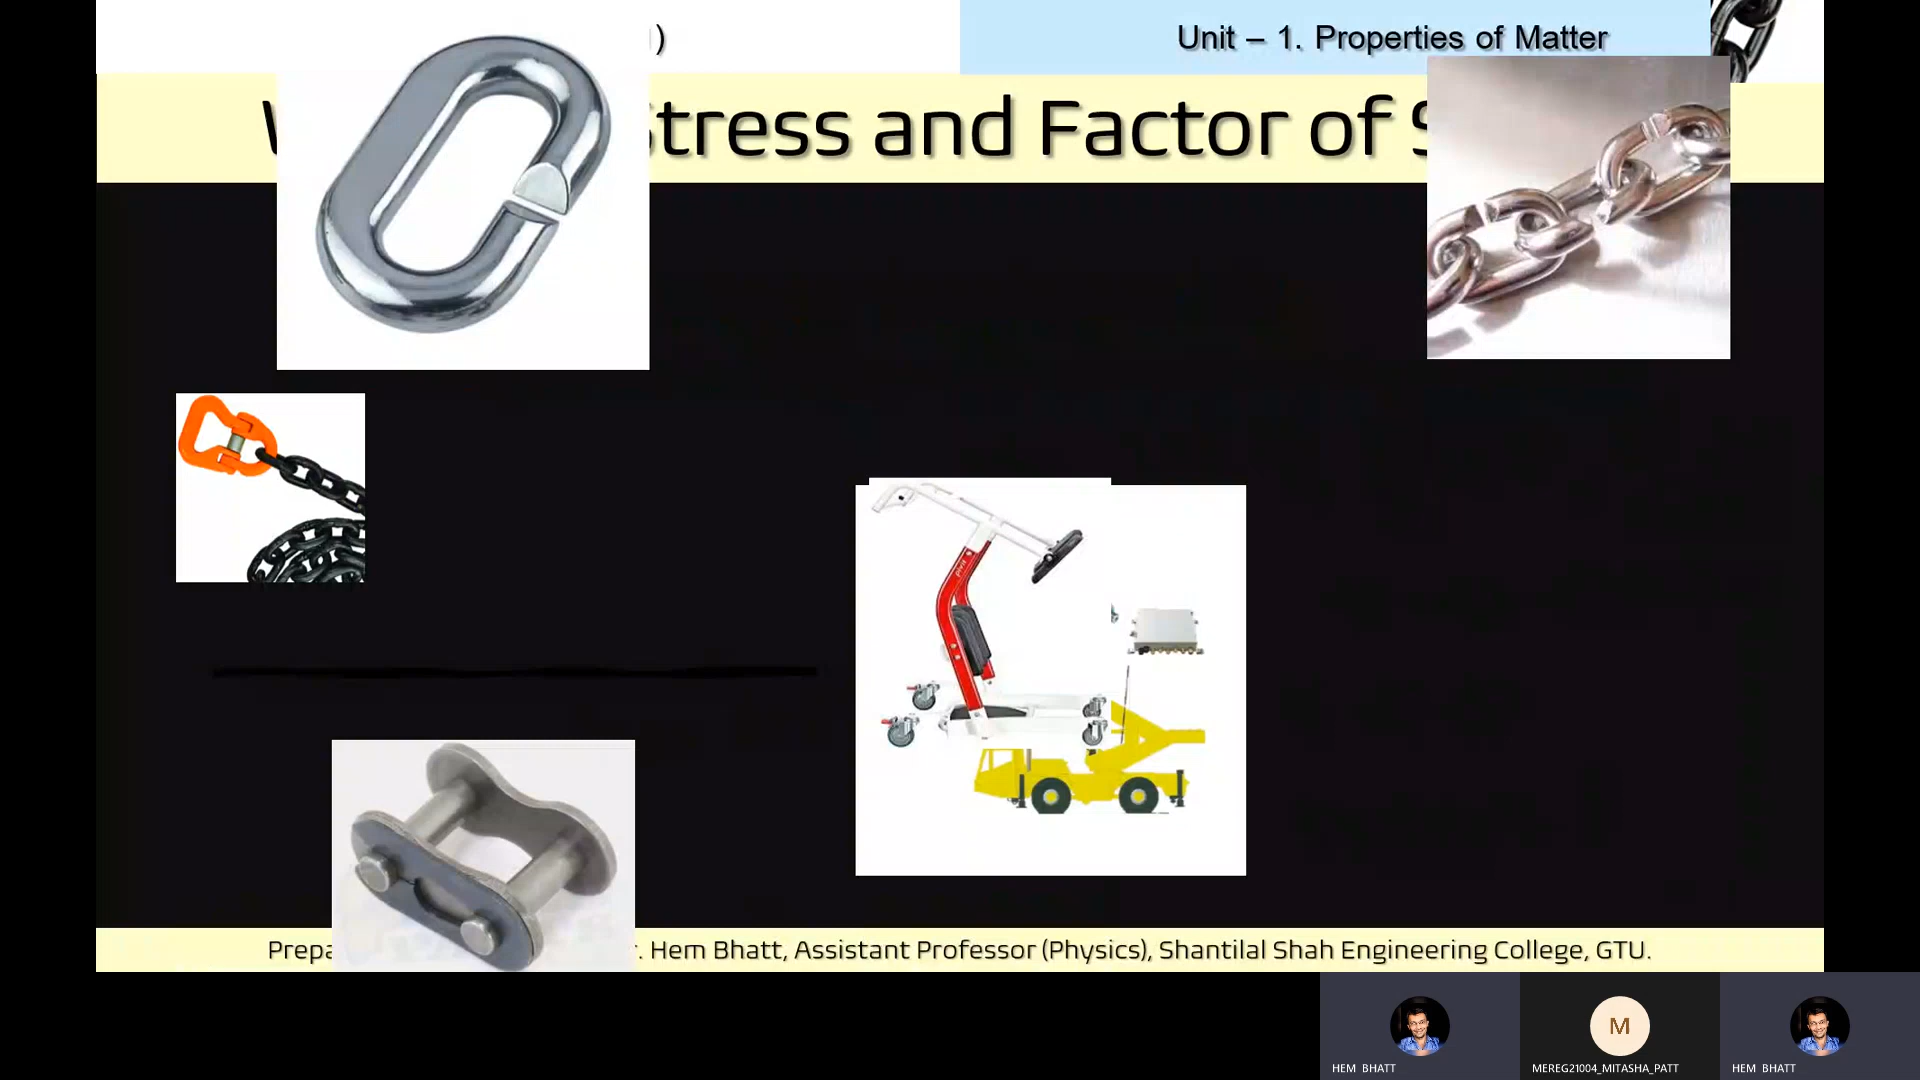 )
Unit – 1. Properties of Matter
Stress and Factor of
Hem Bhatt, Assistant Professor (Physics), Shantilal Shah Engineering College, GTU.
HEM BHATT
M
MEREG21004_MITASHA_PATT
HEM BHATT